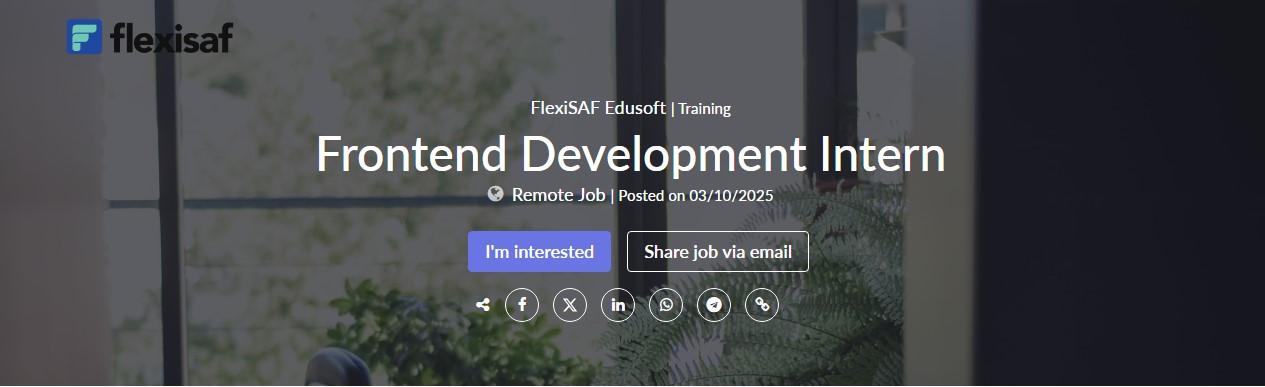 flexisaf
FlexiSAF Edusoft | Training
Frontend Development Intern
Remote Job | Posted on 03/10/2025
I'm interested
Share job via email